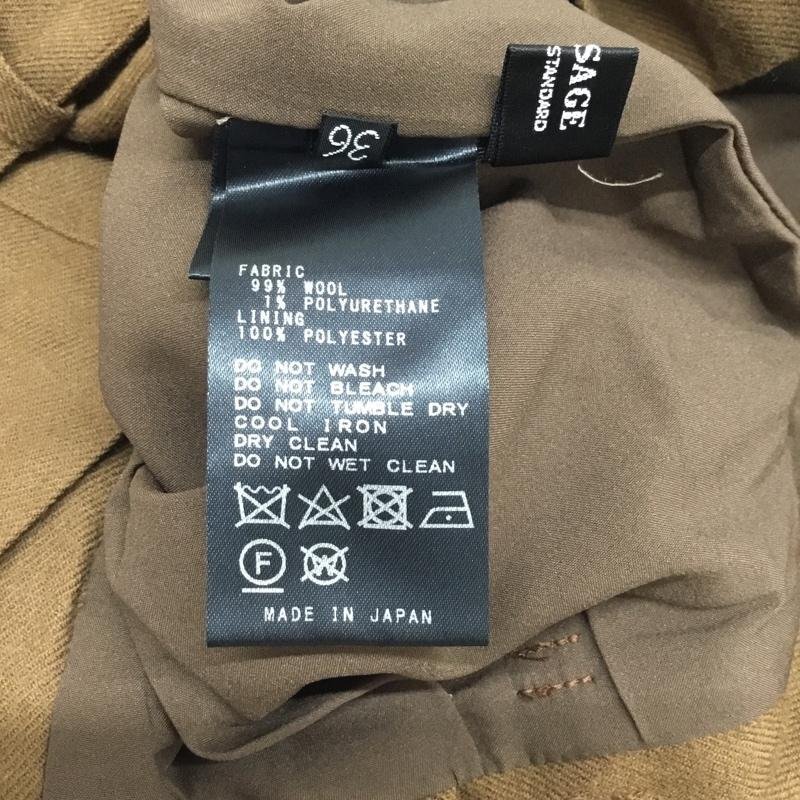 SAGE
STANDARD
36
FABRIC
99% WOOL
1% POLYURETHANE
LINING
100% POLYESTER
DO NOT WASH
DO NOT BLEACH
DO NOT TUMBLE DRY
COOL IRON
DRY CLEAN
DO NOT WET CLEAN
F W
MADE IN JAPAN